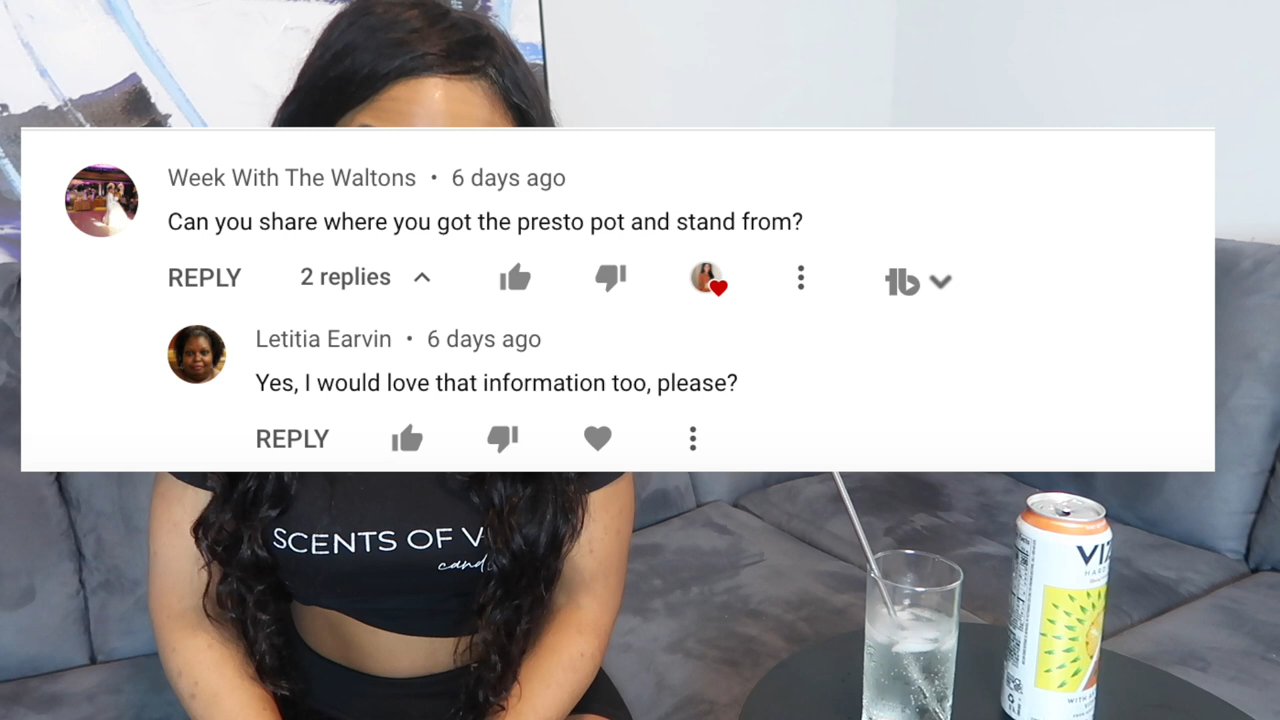 Week With The Waltons • 6 days ago
Can you share where you got the presto pot and stand from?
REPLY 2 replies
Letitia Earvin • 6 days ago
Yes, I would love that information too, please?
REPLY
SCENTS OF V
cand
VIZ
HARD
WITH A